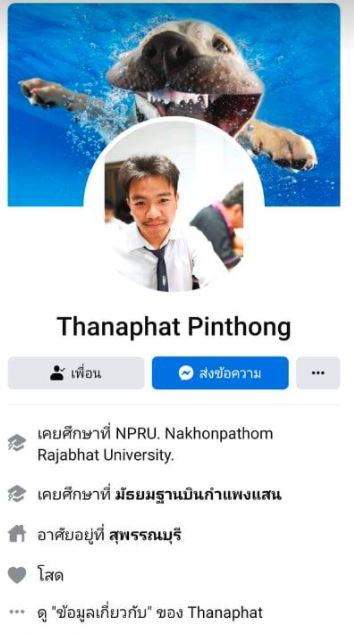 Thanaphat Pinthong
เพื่อน
ส่งข้อความ
เคยศึกษาที่ NPRU. Nakhonpathom
Rajabhat University.
เคยศึกษาที่ มัธยมฐานบินกำแพงแสน
อาศัยอยู่ที่ สุพรรณบุรี
โสด
ดู "ข้อมูลเกี่ยวกับ" ของ Thanaphat